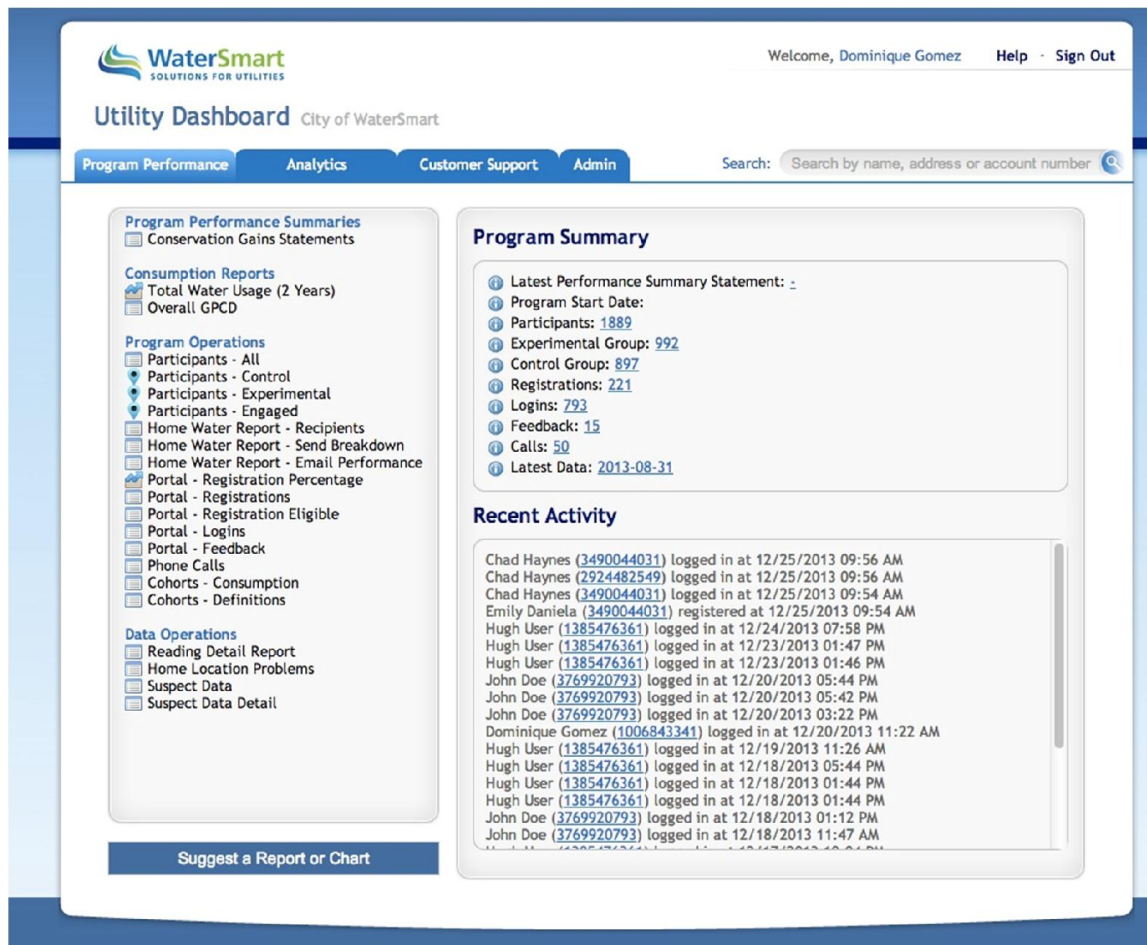 WaterSmart
SOLUTIONS FOR UTILITIES
Welcome, Dominique Gomez Help - Sign Out
Utility Dashboard City of WaterSmart
Program Performance Analytics Customer Support Admin Search: Search by name, address or account number
Program Performance Summaries
Conservation Gains Statements
Consumption Reports
Total Water Usage (2 Years)
Overall GPCD
Program Operations
Participants - All
Participants - Control
Participants - Experimental
Participants - Engaged
Home Water Report - Recipients
Home Water Report - Send Breakdown
Home Water Report - Email Performance
Portal - Registration Percentage
Portal - Registrations
Portal - Registration Eligible
Portal - Logins
Portal - Feedback
Phone Calls
Cohorts - Consumption
Cohorts - Definitions
Data Operations
Reading Detail Report
Home Location Problems
Suspect Data
Suspect Data Detail
Suggest a Report or Chart
Program Summary
Latest Performance Summary Statement: -
Program Start Date:
Participants: 1889
Experimental Group: 992
Control Group: 897
Registrations: 221
Logins: 793
Feedback: 15
Calls: 50
Latest Data: 2013-08-31
Recent Activity
Chad Haynes (3490044031) logged in at 12/25/2013 09:56 AM
Chad Haynes (2924482549) logged in at 12/25/2013 09:56 AM
Chad Haynes (3490044031) logged in at 12/25/2013 09:54 AM
Emily Daniela (3490044031) registered at 12/25/2013 09:54 AM
Hugh User (1385476361) logged in at 12/24/2013 07:58 PM
Hugh User (1385476361) logged in at 12/23/2013 01:47 PM
Hugh User (1385476361) logged in at 12/23/2013 01:46 PM
John Doe (3769920793) logged in at 12/20/2013 05:44 PM
John Doe (3769920793) logged in at 12/20/2013 05:42 PM
John Doe (3769920793) logged in at 12/20/2013 03:22 PM
Dominique Gomez (1006843341) logged in at 12/20/2013 11:22 AM
Hugh User (1385476361) logged in at 12/19/2013 11:26 AM
Hugh User (1385476361) logged in at 12/18/2013 05:44 PM
Hugh User (1385476361) logged in at 12/18/2013 01:44 PM
Hugh User (1385476361) logged in at 12/18/2013 01:44 PM
John Doe (3769920793) logged in at 12/18/2013 01:12 PM
John Doe (3769920793) logged in at 12/18/2013 11:47 AM